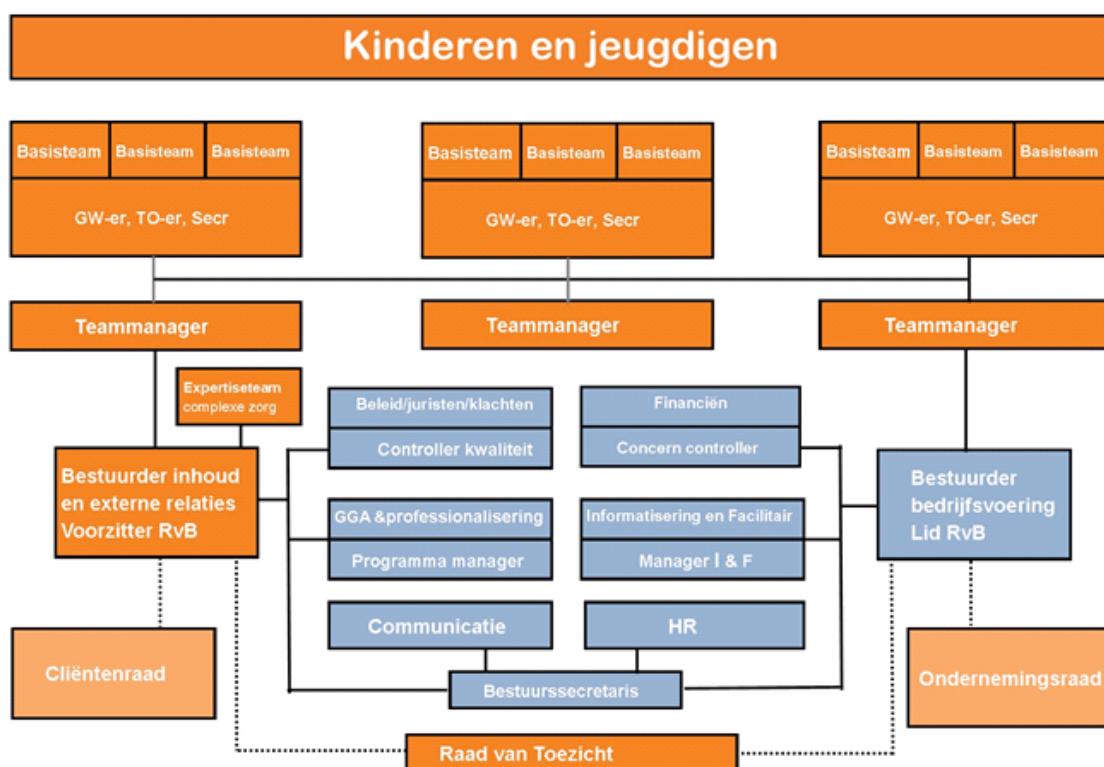 Kinderen en jeugdigen
Basisteam Basisteam Basisteam
GW-er, TO-er, Secr
Basisteam Basisteam Basisteam
GW-er, TO-er, Secr
Basisteam Basisteam Basisteam
GW-er, TO-er, Secr
Teammanager
Teammanager
Teammanager
Expertiseteam
complexe zorg
Bestuurder inhoud
en externe relaties
Voorzitter RvB
Beleid/juristen/klachten
Controller kwaliteit
Financiën
Concern controller
GGA &professionalisering
Programma manager
Informatisering en Facilitair
Manager I & F
Bestuurder
bedrijfsvoering
Lid RvB
Communicatie
HR
Bestuurssecretaris
Cliëntenraad
Ondernemingsraad
Raad van Toezicht